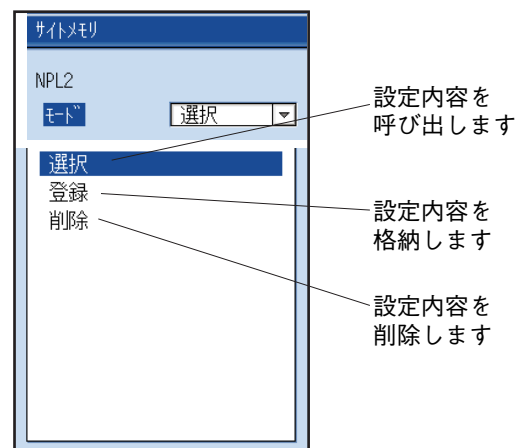 サイトメモリ
NPL2
モード
選択
選択
登録
削除
設定内容を
呼び出します
設定内容を
格納します
設定内容を
削除します